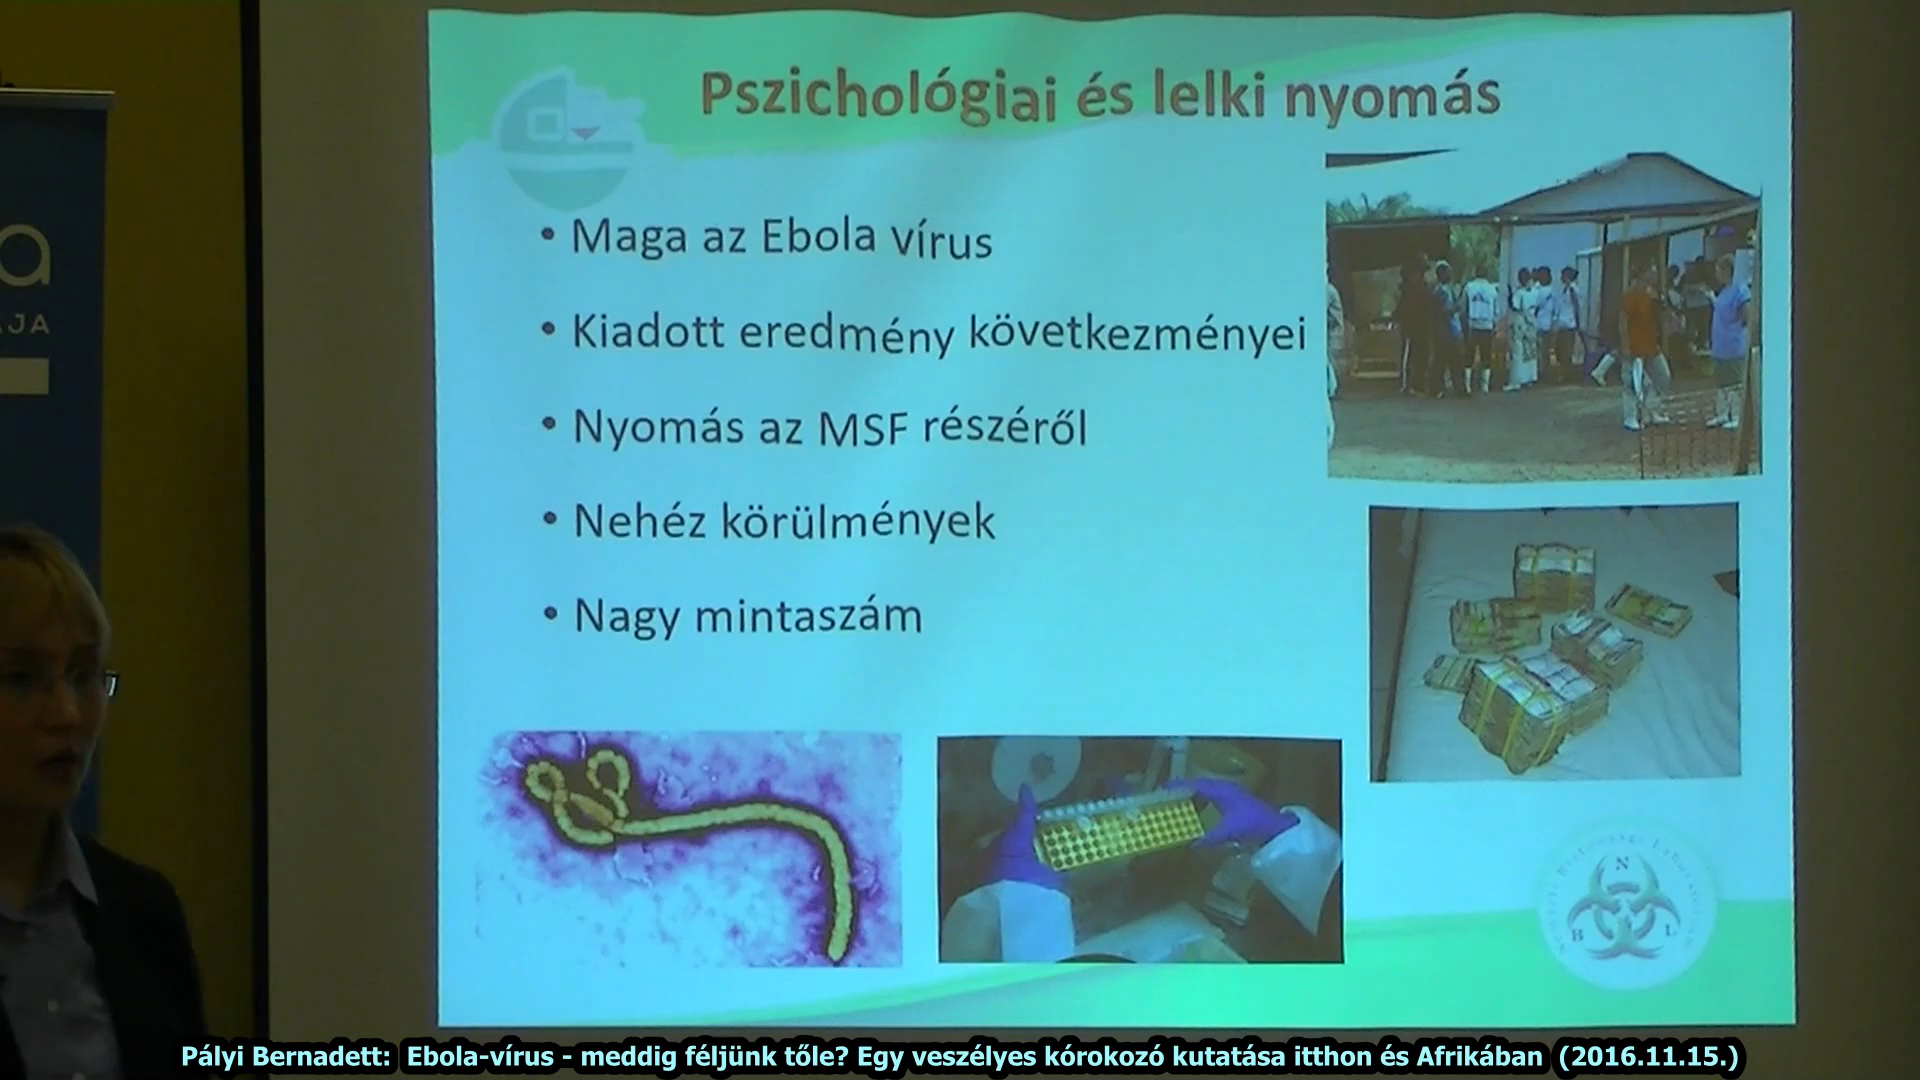 Pszichológiai és lelki nyomás
• Maga az Ebola vírus
• Kiadott eredmény következményei
• Nyomás az MSF részéről
• Nehéz körülmények
• Nagy mintaszám
a
AJA
N
B L
Pályi Bernadett: Ebola-vírus - meddig féljünk tőle? Egy veszélyes kórokozó kutatása itthon és Afrikában (2016.11.15.)